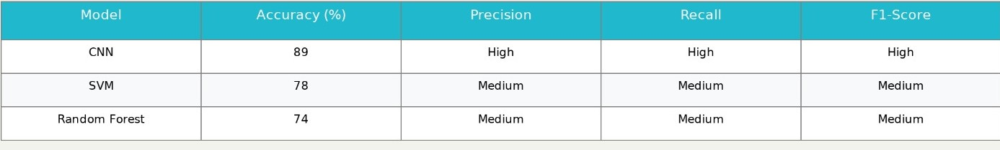 Model Accuracy (%) Precision Recall F1-Score
CNN 89 High High High
SVM 78 Medium Medium Medium
Random Forest 74 Medium Medium Medium